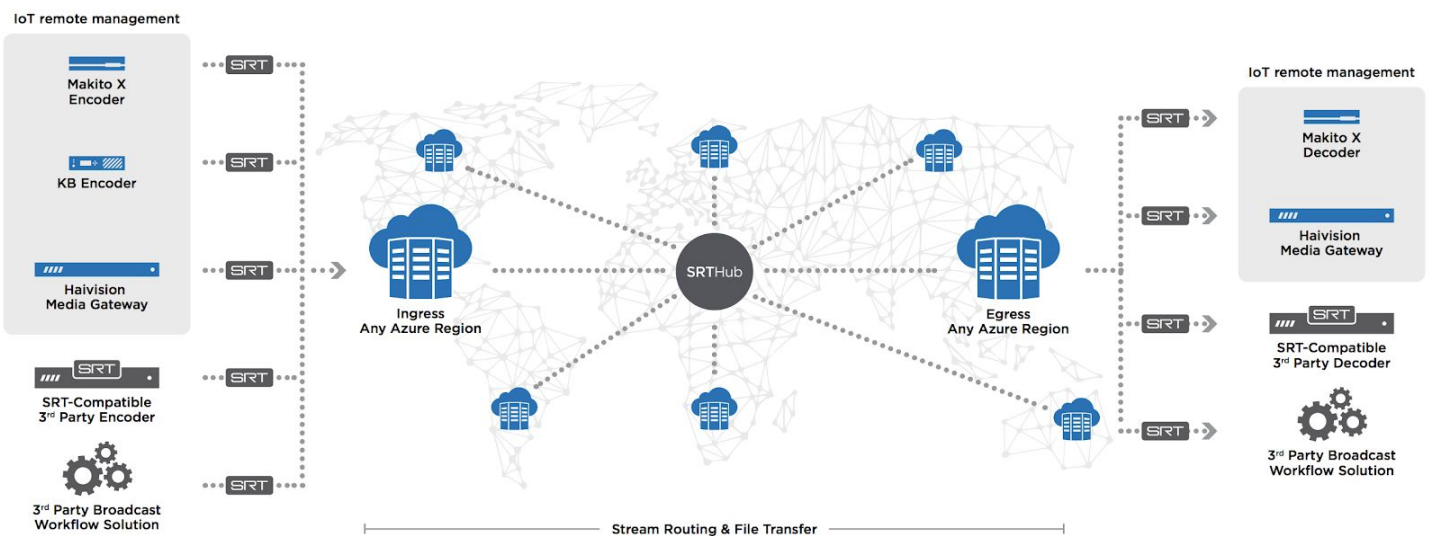 IoT remote management
Makito X
Encoder
KB Encoder
Haivision
Media Gateway
SRT
SRT-Compatible
3rd Party Encoder
3rd Party Broadcast
Workflow Solution
SRT
SRT
SRT
SRT
SRT
Ingress
Any Azure Region
SRTHub
Egress
Any Azure Region
Stream Routing & File Transfer
SRT
SRT
SRT
SRT
IoT remote management
Makito X
Decoder
Haivision
Media Gateway
SRT
SRT-Compatible
3rd Party Decoder
3rd Party Broadcast
Workflow Solution